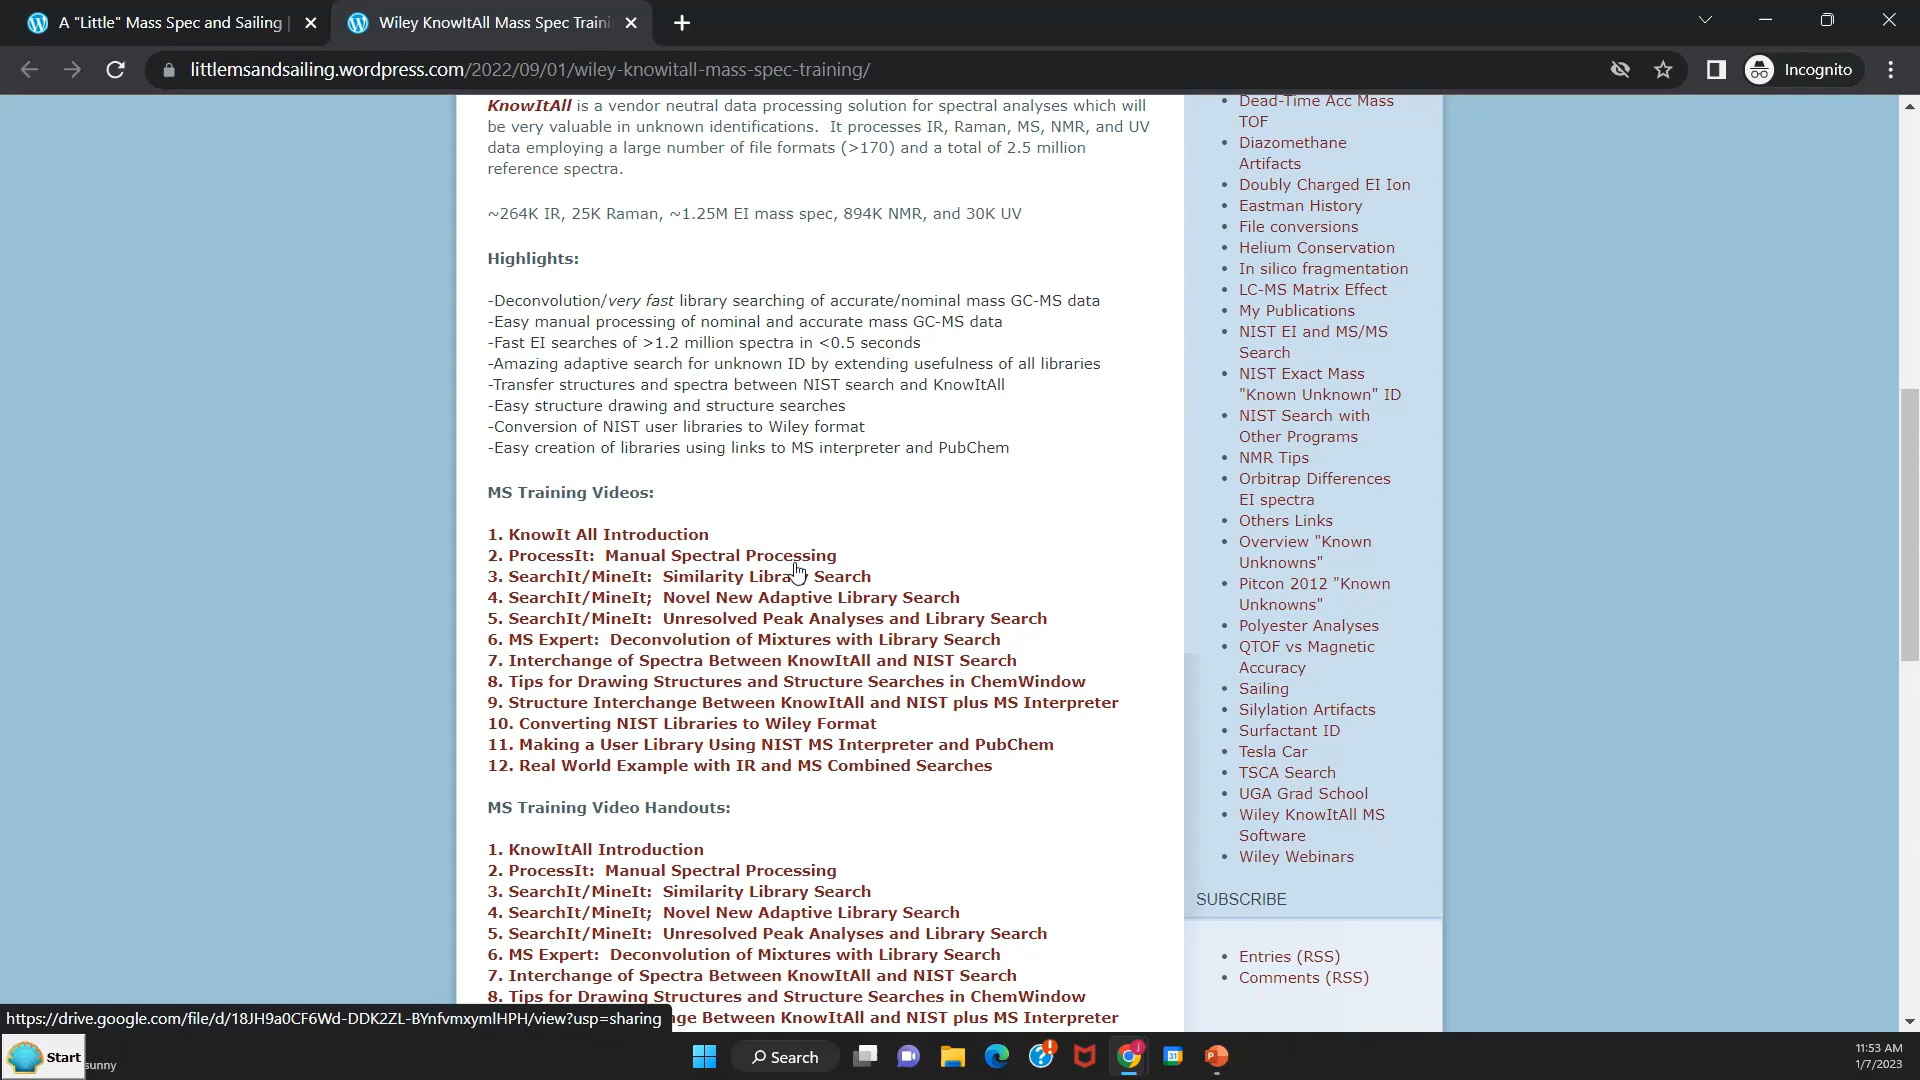 A "Little" Mass Spec and Sailing |
Wiley KnowItAll Mass Spec Traini
littlemsandsailing.wordpress.com/2022/09/01/wiley-knowitall-mass-spec-training/
Incognito
KnowItAll is a vendor neutral data processing solution for spectral analyses which will
be very valuable in unknown identifications.  It processes IR, Raman, MS, NMR, and UV
data employing a large number of file formats (>170) and a total of 2.5 million
reference spectra.
~264K IR, 25K Raman, ~1.25M EI mass spec, 894K NMR, and 30K UV
Highlights:
-Deconvolution/very fast library searching of accurate/nominal mass GC-MS data
-Easy manual processing of nominal and accurate mass GC-MS data
-Fast EI searches of >1.2 million spectra in <0.5 seconds
-Amazing adaptive search for unknown ID by extending usefulness of all libraries
-Transfer structures and spectra between NIST search and KnowItAll
-Easy structure drawing and structure searches
-Conversion of NIST user libraries to Wiley format
-Easy creation of libraries using links to MS interpreter and PubChem
MS Training Videos:
1. KnowIt All Introduction
2. ProcessIt:  Manual Spectral Processing
3. SearchIt/MineIt:  Similarity Library Search
4. SearchIt/MineIt;  Novel New Adaptive Library Search
5. SearchIt/MineIt:  Unresolved Peak Analyses and Library Search
6. MS Expert:  Deconvolution of Mixtures with Library Search
7. Interchange of Spectra Between KnowItAll and NIST Search
8. Tips for Drawing Structures and Structure Searches in ChemWindow
9. Structure Interchange Between KnowItAll and NIST plus MS Interpreter
10. Converting NIST Libraries to Wiley Format
11. Making a User Library Using NIST MS Interpreter and PubChem
12. Real World Example with IR and MS Combined Searches
MS Training Video Handouts:
1. KnowItAll Introduction
2. ProcessIt:  Manual Spectral Processing
3. SearchIt/MineIt:  Similarity Library Search
4. SearchIt/MineIt;  Novel New Adaptive Library Search
5. SearchIt/MineIt:  Unresolved Peak Analyses and Library Search
6. MS Expert:  Deconvolution of Mixtures with Library Search
7. Interchange of Spectra Between KnowItAll and NIST Search
8. Tips for Drawing Structures and Structure Searches in ChemWindow
nge Between KnowItAll and NIST plus MS Interpreter
Dead-Time Acc Mass
TOF
Diazomethane
Artifacts
Doubly Charged EI Ion
Eastman History
File conversions
Helium Conservation
In silico fragmentation
LC-MS Matrix Effect
My Publications
NIST EI and MS/MS
Search
NIST Exact Mass
"Known Unknown" ID
NIST Search with
Other Programs
NMR Tips
Orbitrap Differences
EI spectra
Others Links
Overview "Known
Unknowns"
Pitcon 2012 "Known
Unknowns"
Polyester Analyses
QTOF vs Magnetic
Accuracy
Sailing
Silylation Artifacts
Surfactant ID
Tesla Car
TSCA Search
UGA Grad School
Wiley KnowItAll MS
Software
Wiley Webinars
SUBSCRIBE
Entries (RSS)
Comments (RSS)
https://drive.google.com/file/d/18JH9a0CF6Wd-DDK2ZL-BYnfvmxymlHPH/view?usp=sharing
Start
sunny
Search
11:53 AM
1/7/2023